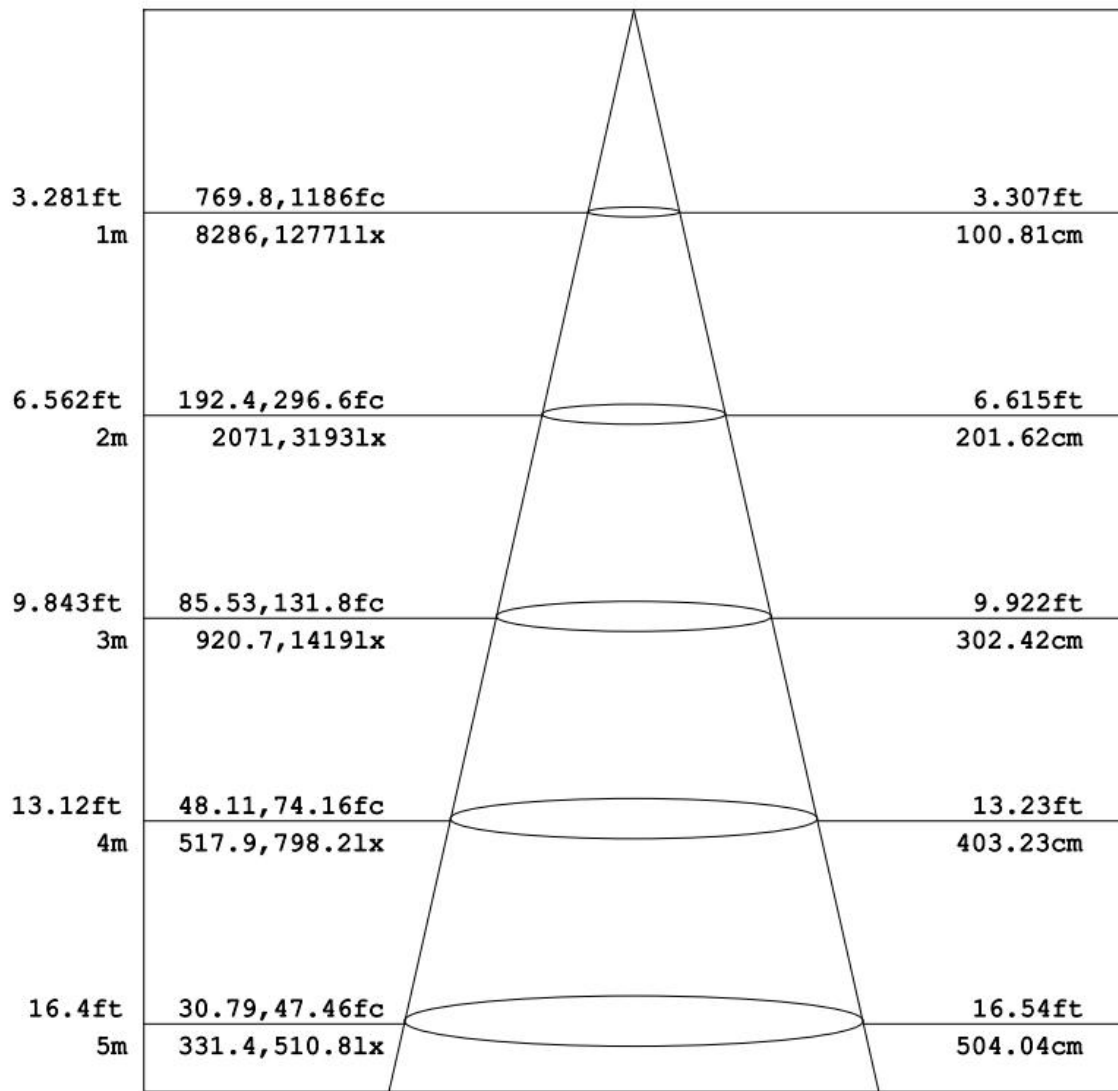 3.281ft 769.8,1186fc 3.307ft
1m 8286,12771lx 100.81cm
6.562ft 192.4,296.6fc 6.615ft
2m 2071,3193lx 201.62cm
9.843ft 85.53,131.8fc 9.922ft
3m 920.7,1419lx 302.42cm
13.12ft 48.11,74.16fc 13.23ft
4m 517.9,798.2lx 403.23cm
16.4ft 30.79,47.46fc 16.54ft
5m 331.4,510.8lx 504.04cm